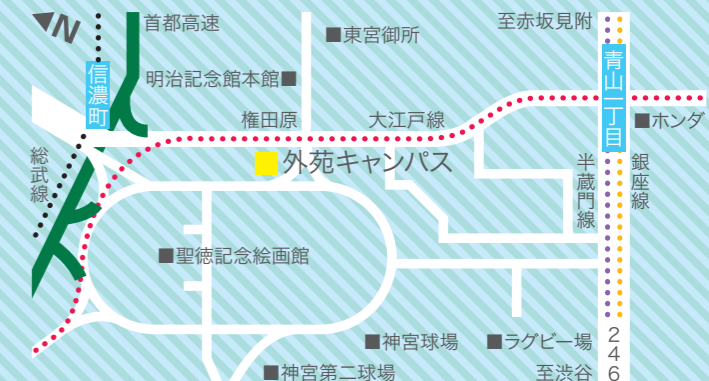 N
首都高速
■東宮御所
至赤坂見附
信濃町
明治記念館本館■
青山一丁目
権田原
大江戸線
■ホンダ
総武線
外苑キャンパス
半蔵門線
銀座線
■聖徳記念絵画館
■神宮球場
■ラグビー場
246
■神宮第二球場
至渋谷